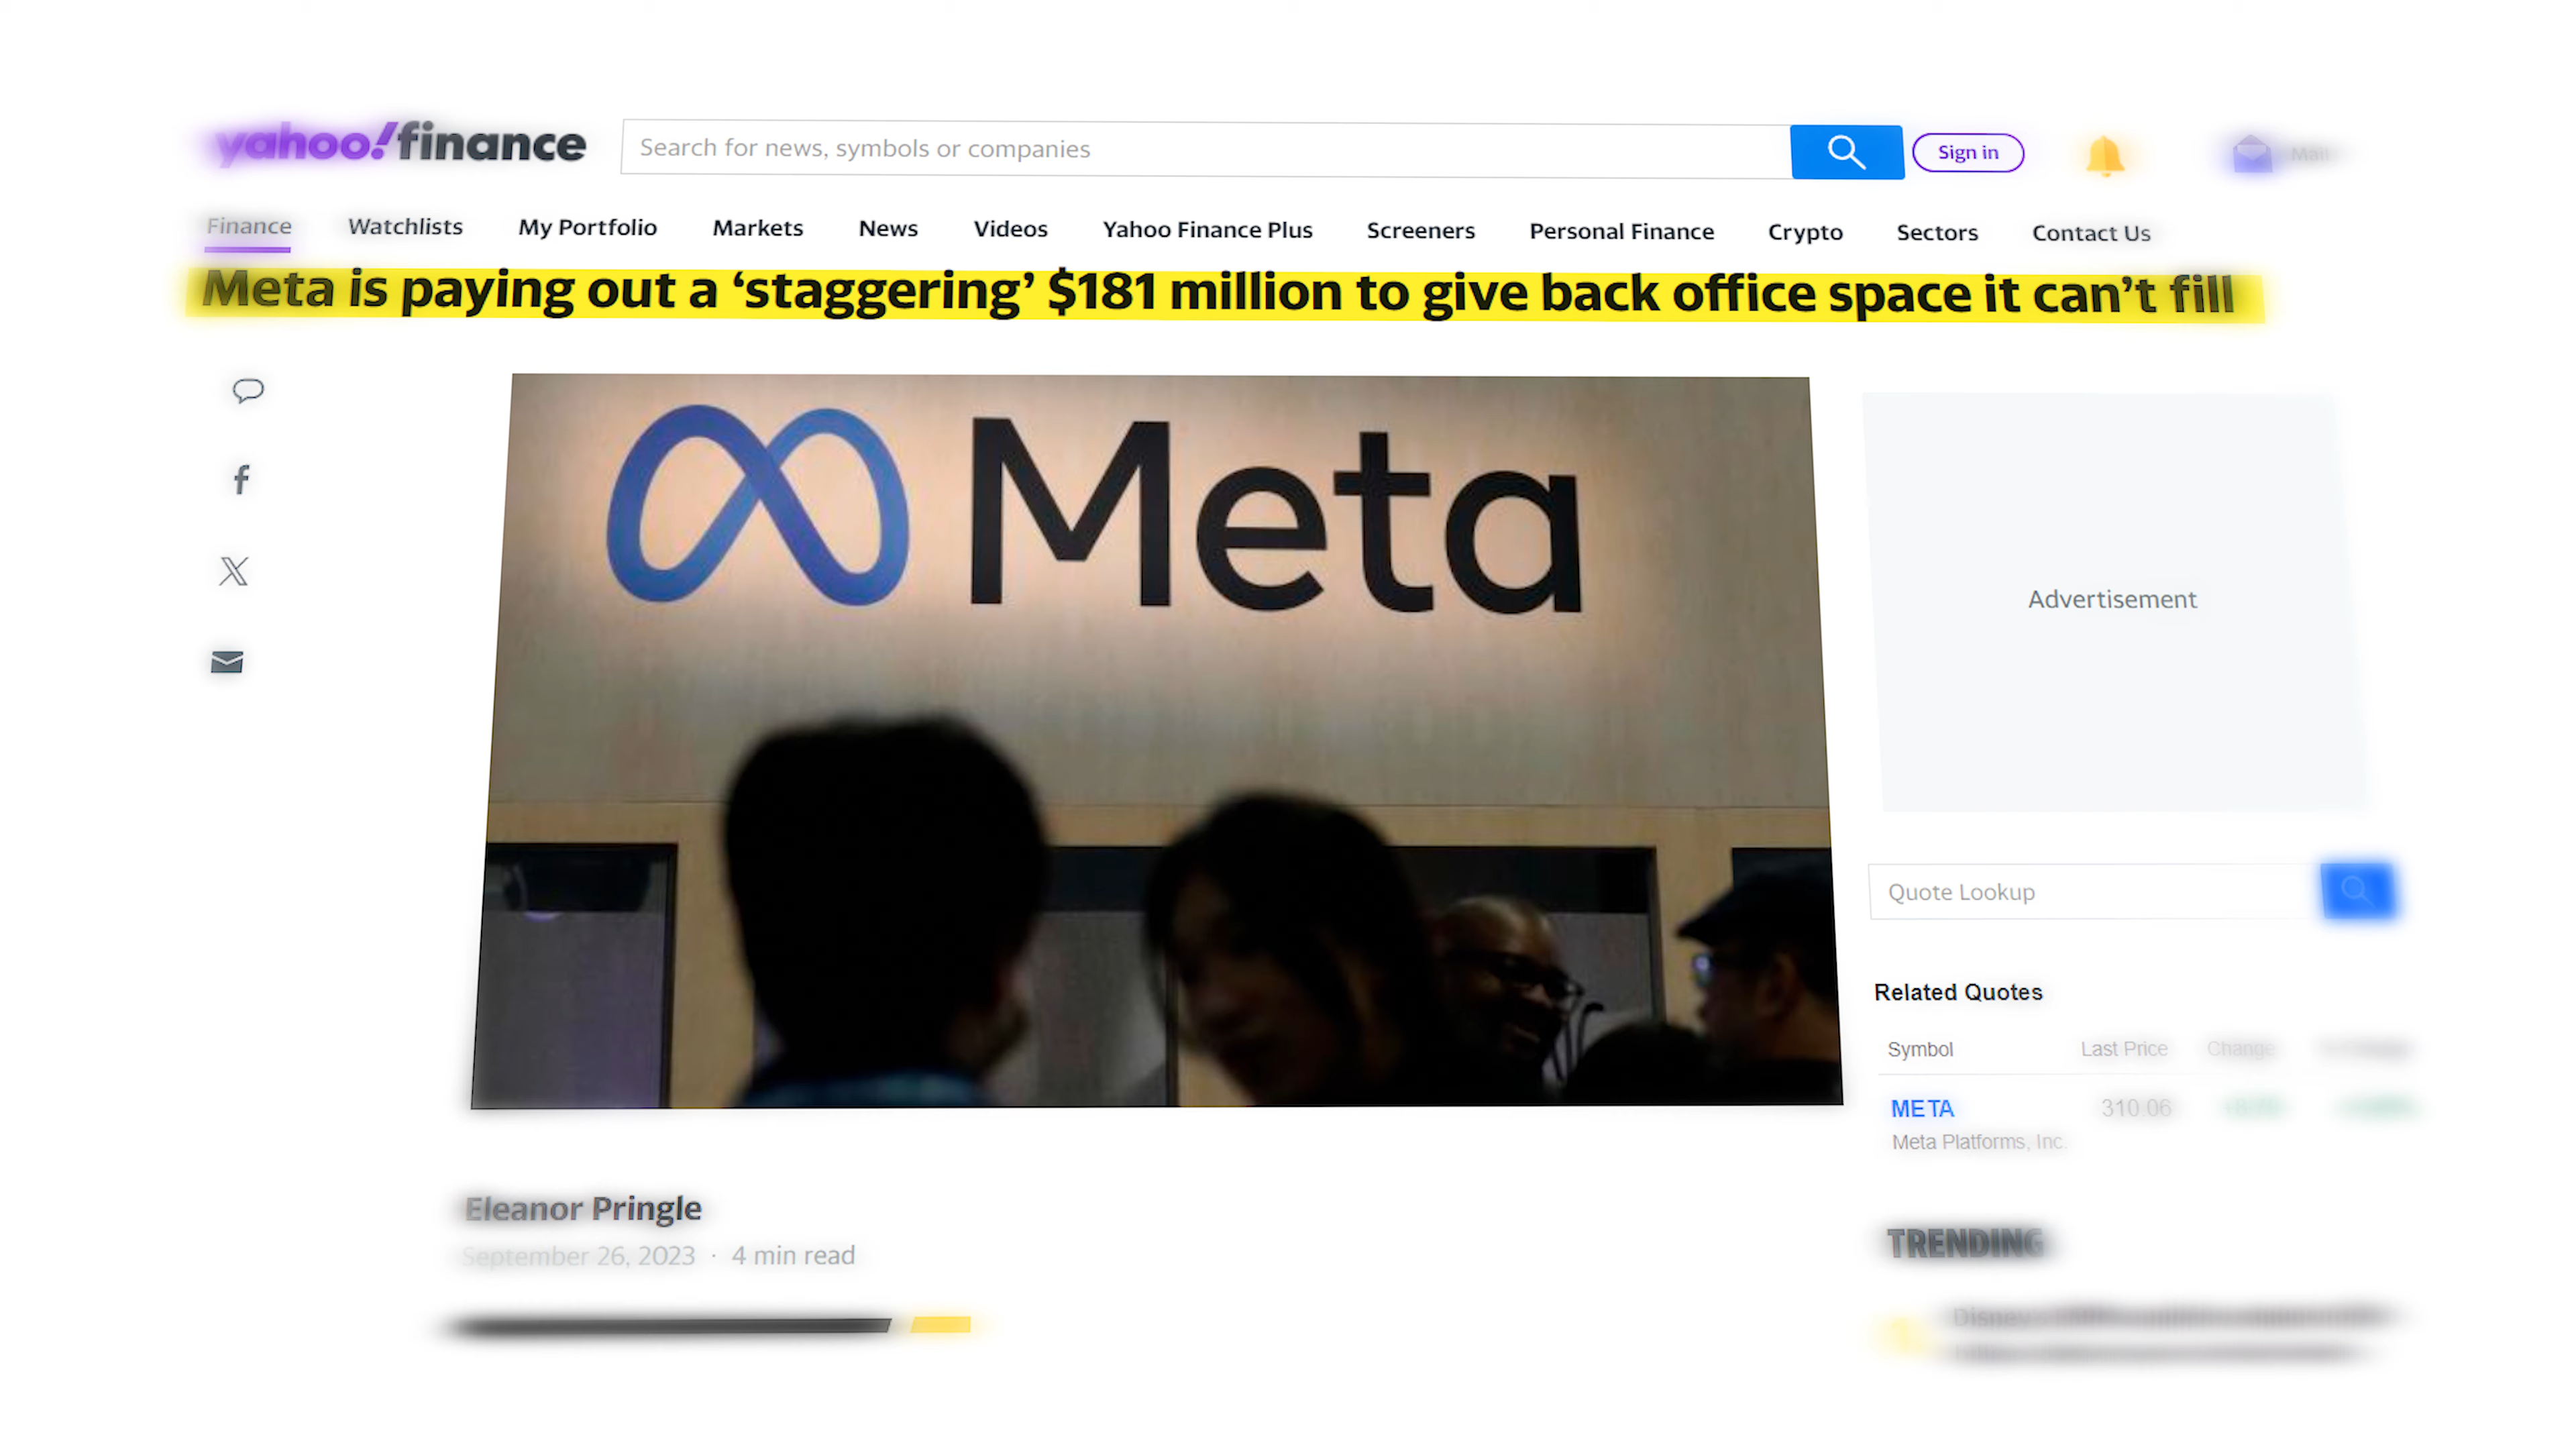 yahoo!finance
Search for news, symbols or companies
Sign in
Mail
Finance Watchlists My Portfolio Markets News Videos Yahoo Finance Plus Screeners Personal Finance Crypto Sectors Contact Us
Meta is paying out a ‘staggering’ $181 million to give back office space it can’t fill
Meta
Advertisement
Quote Lookup
Related Quotes
Symbol Last Price Change
META 310.06
Meta Platforms, Inc.
Eleanor Pringle
September 26, 2023 · 4 min read
TRENDING